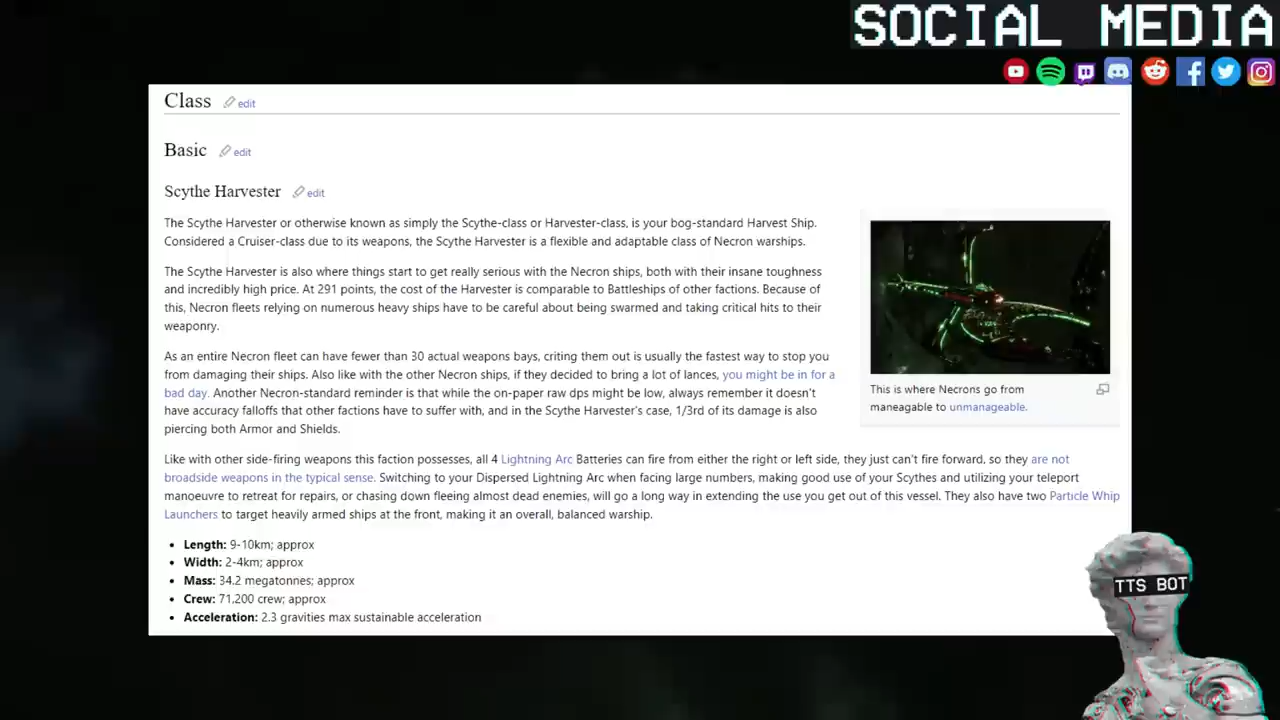 SOCIAL MEDIA
Class edit
Basic edit
Scythe Harvester edit
The Scythe Harvester or otherwise known as simply the Scythe-class or Harvester-class, is your bog-standard Harvest Ship.
Considered a Cruiser-class due to its weapons, the Scythe Harvester is a flexible and adaptable class of Necron warships.
The Scythe Harvester is also where things start to get really serious with the Necron ships, both with their insane toughness
and incredibly high price. At 291 points, the cost of the Harvester is comparable to Battleships of other factions. Because of
this, Necron fleets relying on numerous heavy ships have to be careful about being swarmed and taking critical hits to their
weaponry.
As an entire Necron fleet can have fewer than 30 actual weapons bays, criting them out is usually the fastest way to stop you
from damaging their ships. Also like with the other Necron ships, if they decided to bring a lot of lances, you might be in for a
bad day. Another Necron-standard reminder is that while the on-paper raw dps might be low, always remember it doesn't
have accuracy falloffs that other factions have to suffer with, and in the Scythe Harvester's case, 1/3rd of its damage is also
piercing both Armor and Shields.
This is where Necrons go from
maneagable to unmanageable.
Like with other side-firing weapons this faction possesses, all 4 Lightning Arc Batteries can fire from either the right or left side, they just can't fire forward, so they are not
broadside weapons in the typical sense. Switching to your Dispersed Lightning Arc when facing large numbers, making good use of your Scythes and utilizing your teleport
manoeuvre to retreat for repairs, or chasing down fleeing almost dead enemies, will go a long way in extending the use you get out of this vessel. They also have two Particle Whip
Launchers to target heavily armed ships at the front, making it an overall, balanced warship.
• Length: 9-10km; approx
• Width: 2-4km; approx
• Mass: 34.2 megatonnes; approx
• Crew: 71,200 crew; approx
• Acceleration: 2.3 gravities max sustainable acceleration
TTS BOT